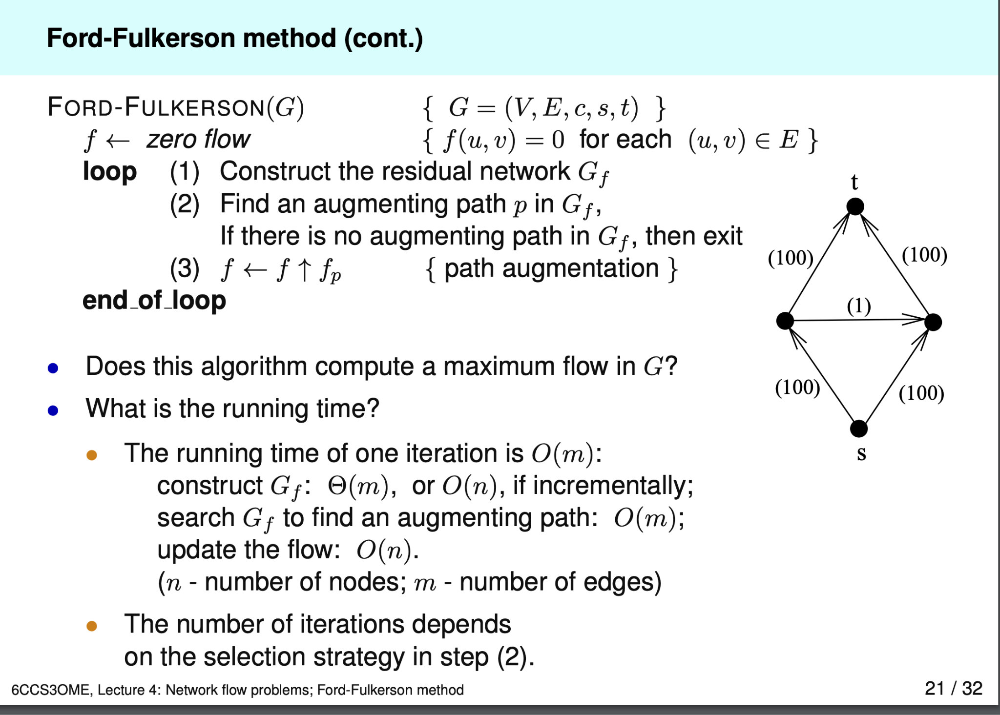 Ford-Fulkerson method (cont.)
FORD-FULKERSON(G) { G = (V, E, c, s, t) }
f ← zero flow { f(u, v) = 0 for each (u, v) ∈ E }
loop (1) Construct the residual network G_f
(2) Find an augmenting path p in G_f,
If there is no augmenting path in G_f, then exit
(3) f ← f ↑ f_p { path augmentation }
end_of_loop
t
(100) (100)
(1)
(100) (100)
s
• Does this algorithm compute a maximum flow in G?
• What is the running time?
• The running time of one iteration is O(m):
construct G_f: Θ(m), or O(n), if incrementally;
search G_f to find an augmenting path: O(m);
update the flow: O(n).
(n - number of nodes; m - number of edges)
• The number of iterations depends
on the selection strategy in step (2).
6CCS3OME, Lecture 4: Network flow problems; Ford-Fulkerson method 21 / 32